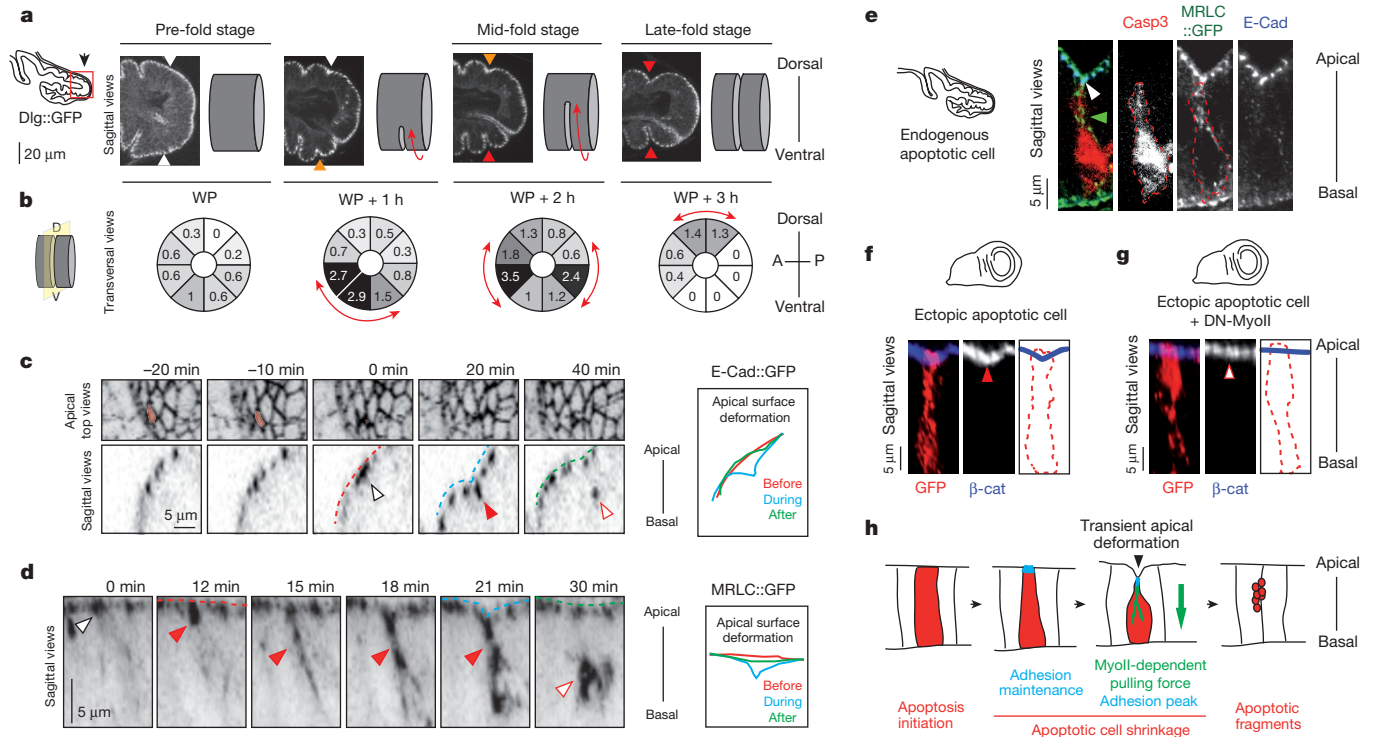 a
Pre-fold stage
Mid-fold stage
Late-fold stage
Dlg::GFP
20 μm
Sagittal views
Dorsal
Ventral
b
WP
WP + 1 h
WP + 2 h
WP + 3 h
D
V
Transversal views
0.3 0
0.6 0.2
0.6 0.6
1 0.6
0.3 0.5
0.7 0.3
2.7 0.8
2.9 1.5
1.3 0.8
1.8 0.6
3.5 2.4
1 1.2
1.4 1.3
0.6 0
0.4 0
0 0
Dorsal
A P
Ventral
c
–20 min –10 min 0 min 20 min 40 min
Apical
top views
Sagittal views
5 μm
Apical
Basal
E-Cad::GFP
Apical surface
deformation
Before
During
After
d
0 min 12 min 15 min 18 min 21 min 30 min
Sagittal views
5 μm
Apical
Basal
MRLC::GFP
Apical surface
deformation
Before
During
After
e
Endogenous
apoptotic cell
Casp3
MRLC
::GFP
E-Cad
Sagittal views
5 μm
Apical
Basal
f
Ectopic apoptotic cell
Sagittal views
5 μm
GFP
β-cat
g
Ectopic apoptotic cell
+ DN-MyoII
Sagittal views
5 μm
GFP
β-cat
Apical
Basal
h
Transient apical
deformation
Apical
Basal
Apoptosis
initiation
Adhesion
maintenance
MyoII-dependent
pulling force
Adhesion peak
Apoptotic cell shrinkage
Apoptotic
fragments